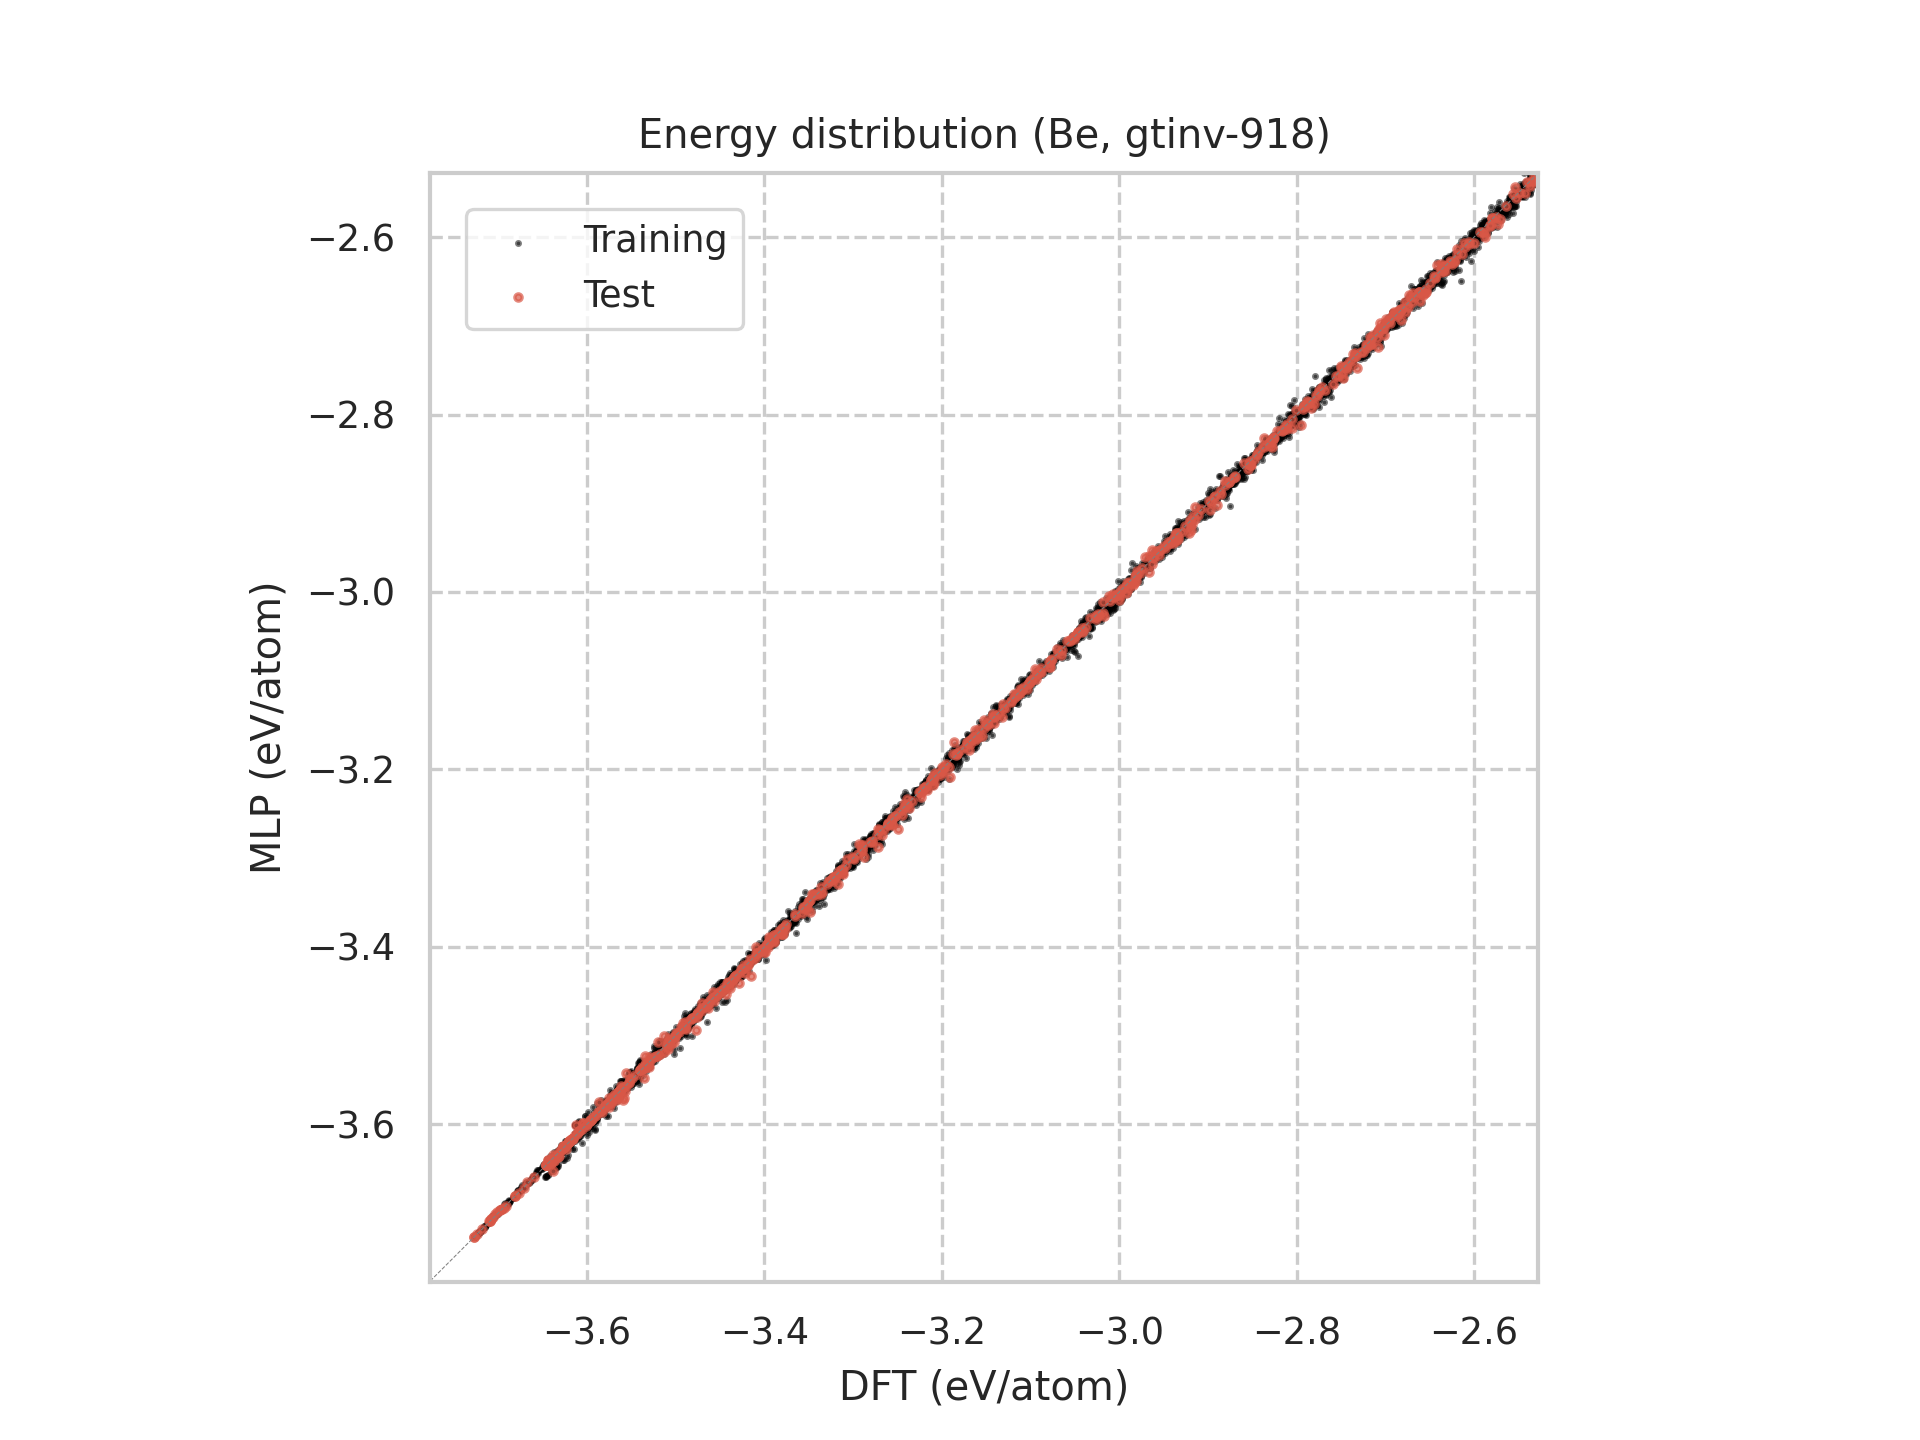 Energy distribution (Be, gtinv-918)
Training
Test
MLP (eV/atom)
−2.6
−2.8
−3.0
−3.2
−3.4
−3.6
−3.6 −3.4 −3.2 −3.0 −2.8 −2.6
DFT (eV/atom)